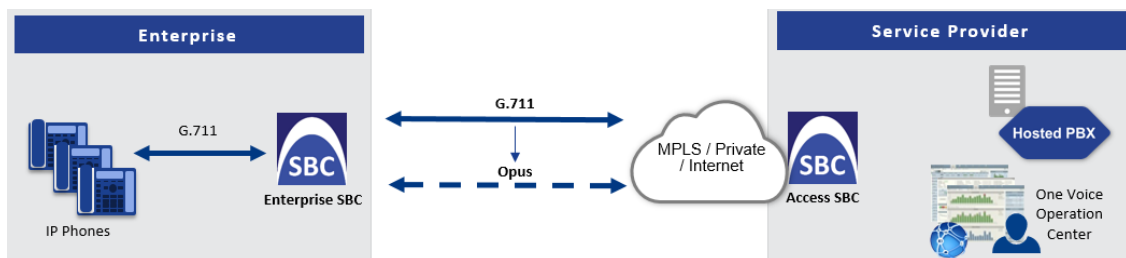 Enterprise
Service Provider
G.711
G.711
Opus
SBC
Enterprise SBC
IP Phones
MPLS / Private
/ Internet
SBC
Access SBC
Hosted PBX
One Voice
Operation
Center